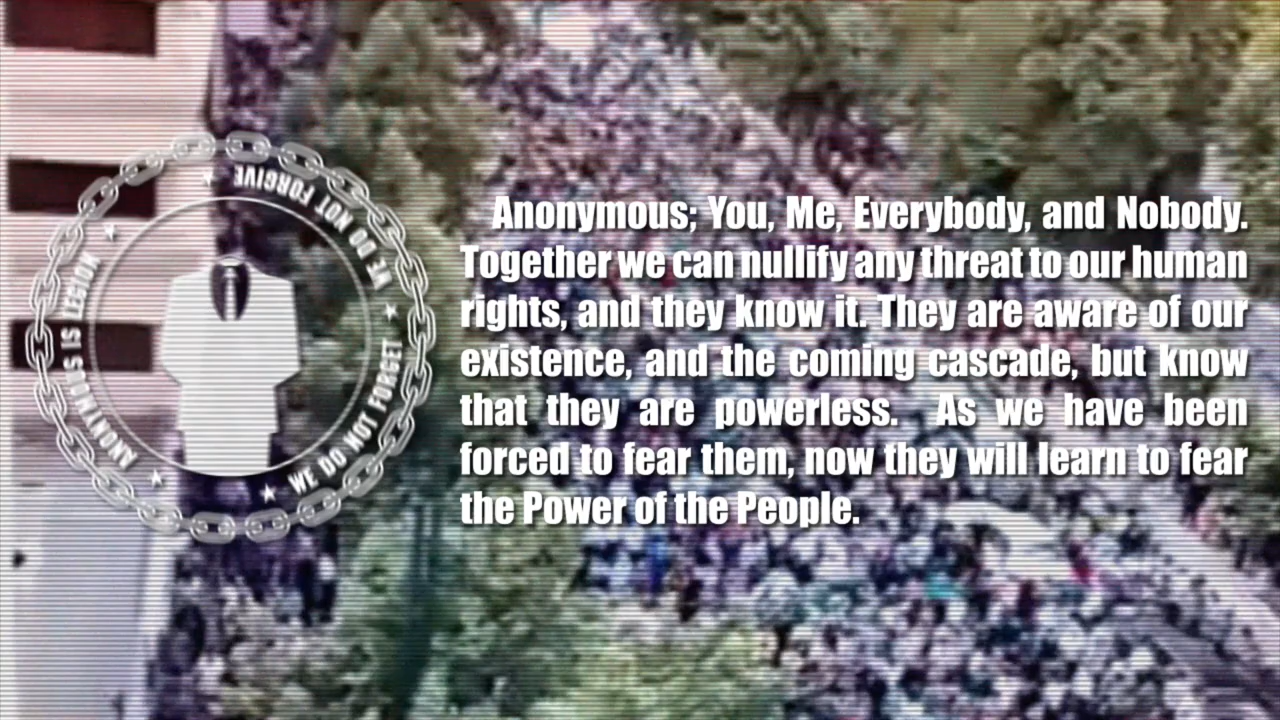 ANONYMOUS IS LEGION
WE DO NOT FORGIVE
WE DO NOT FORGET
Anonymous; You, Me, Everybody, and Nobody.
Together we can nullify any threat to our human
rights, and they know it. They are aware of our
existence, and the coming cascade, but know
that they are powerless. As we have been
forced to fear them, now they will learn to fear
the Power of the People.